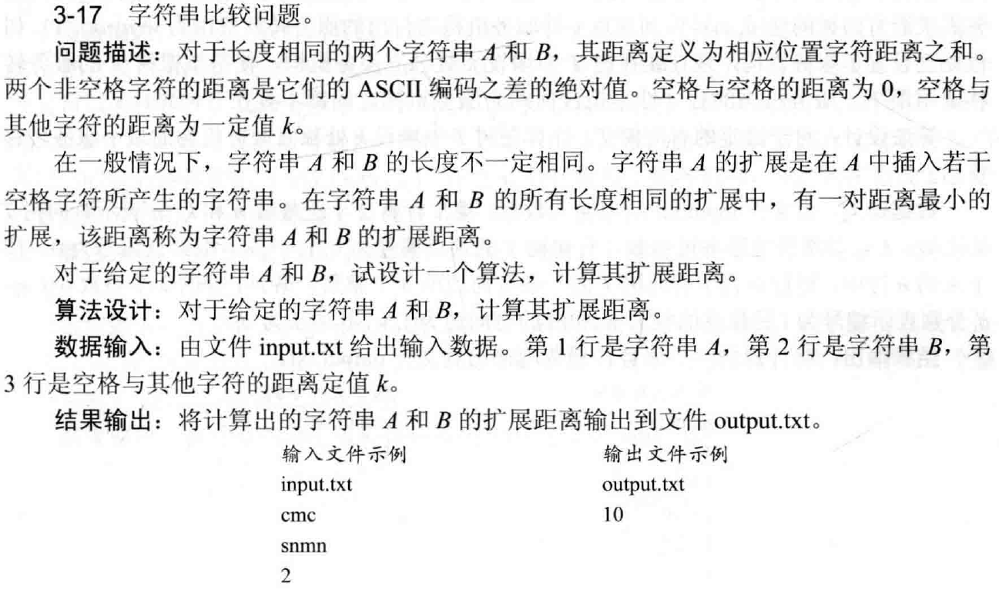 3-17 字符串比较问题。
问题描述：对于长度相同的两个字符串 A 和 B，其距离定义为相应位置字符距离之和。
两个非空格字符的距离是它们的 ASCII 编码之差的绝对值。空格与空格的距离为 0，空格与
其他字符的距离为一定值 k。
在一般情况下，字符串 A 和 B 的长度不一定相同。字符串 A 的扩展是在 A 中插入若干
空格字符所产生的字符串。在字符串 A 和 B 的所有长度相同的扩展中，有一对距离最小的
扩展，该距离称为字符串 A 和 B 的扩展距离。
对于给定的字符串 A 和 B，试设计一个算法，计算其扩展距离。
算法设计：对于给定的字符串 A 和 B，计算其扩展距离。
数据输入：由文件 input.txt 给出输入数据。第 1 行是字符串 A，第 2 行是字符串 B，第
3 行是空格与其他字符的距离定值 k。
结果输出：将计算出的字符串 A 和 B 的扩展距离输出到文件 output.txt。
输入文件示例 输出文件示例
input.txt output.txt
cmc 10
snmn
2